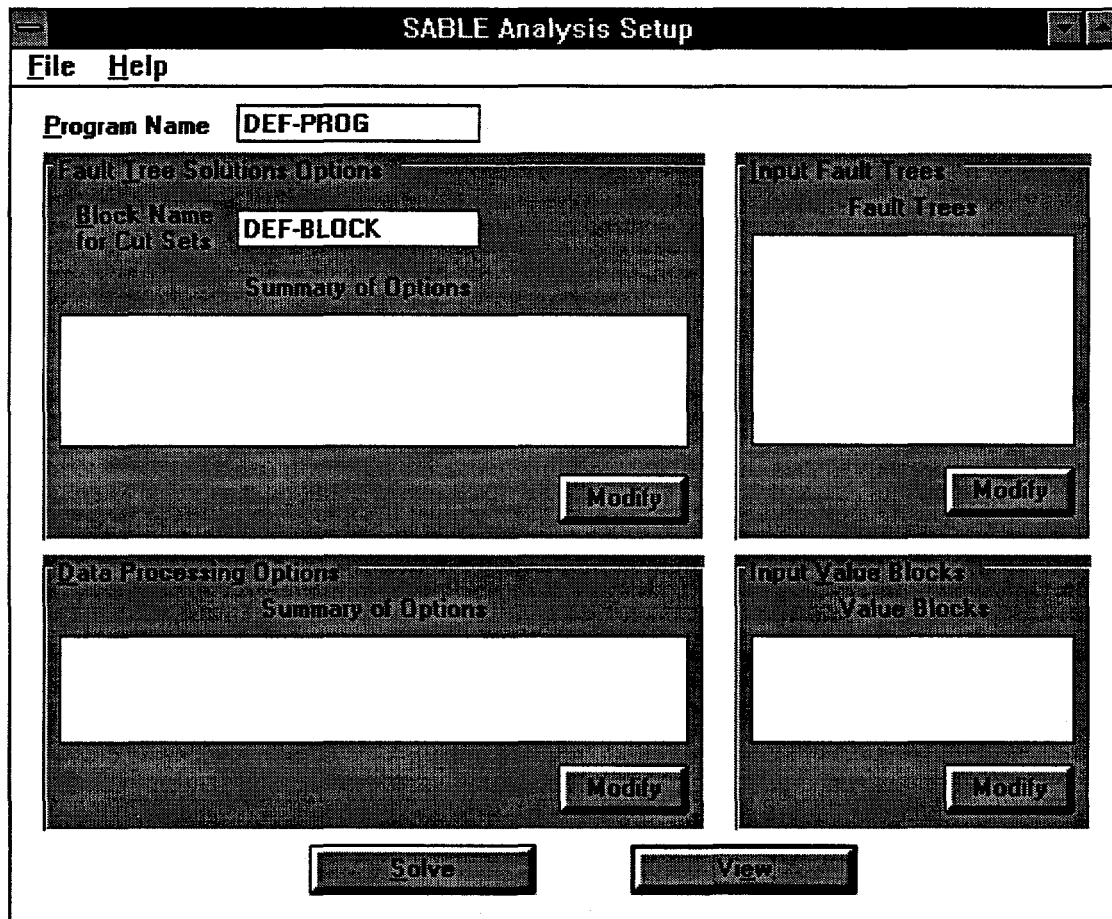 SABLE Analysis Setup
File Help
Program Name DEF-PROG
Fault Tree Solutions Options
Block Name
for Cut Sets
DEF-BLOCK
Summary of Options
Modify
Input Fault Trees
Fault Trees
Modify
Data Processing Options
Summary of Options
Modify
Input Value Blocks
Value Blocks
Modify
Solve View